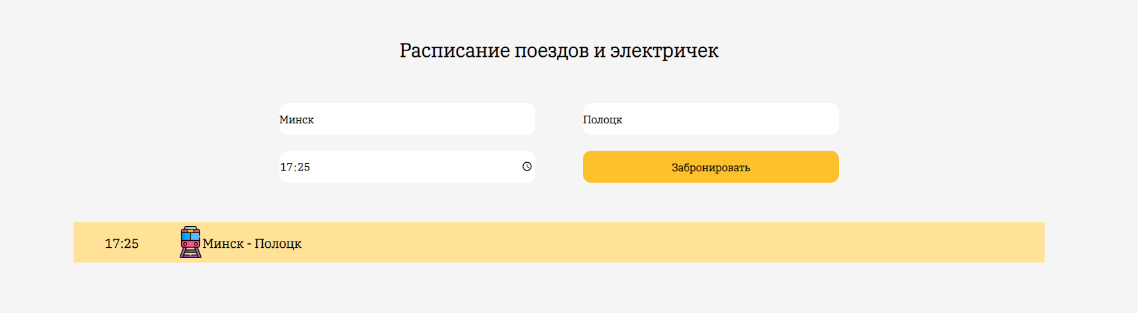 Расписание поездов и электричек
Минск Полоцк
17:25 Забронировать
17:25 Минск - Полоцк